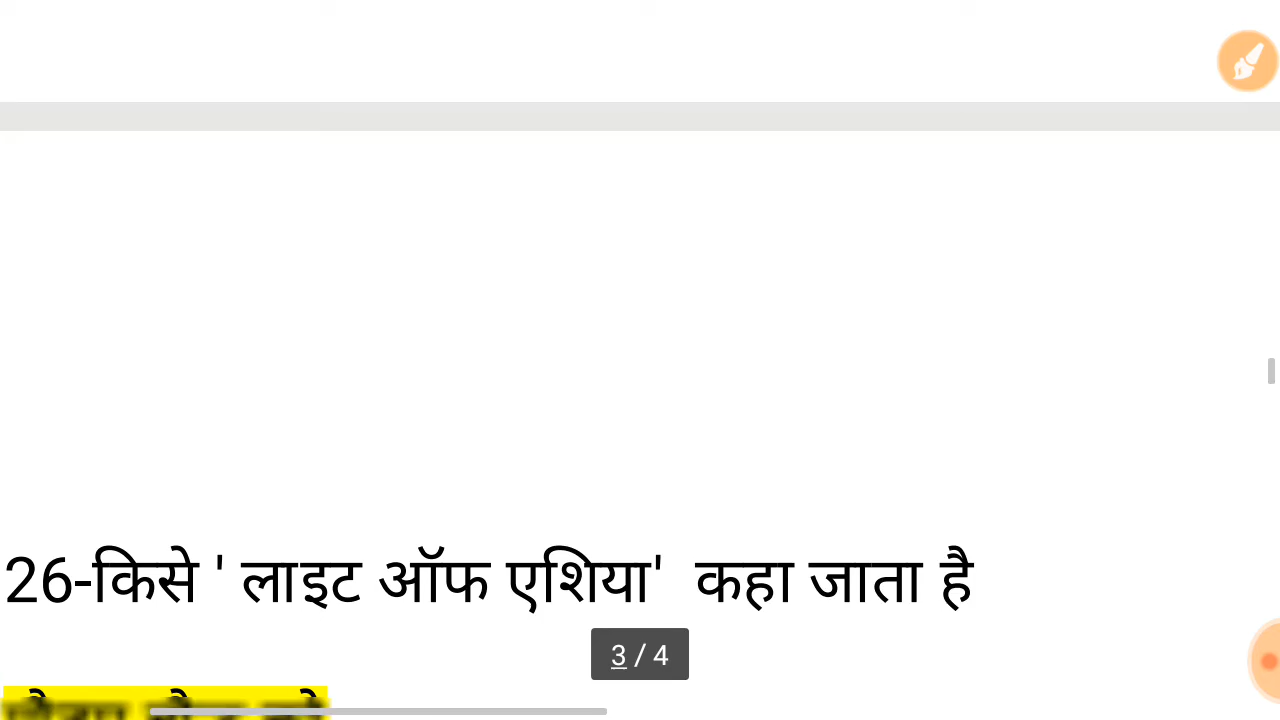 26-किसे ' लाइट ऑफ एशिया' कहा जाता है
3 / 4